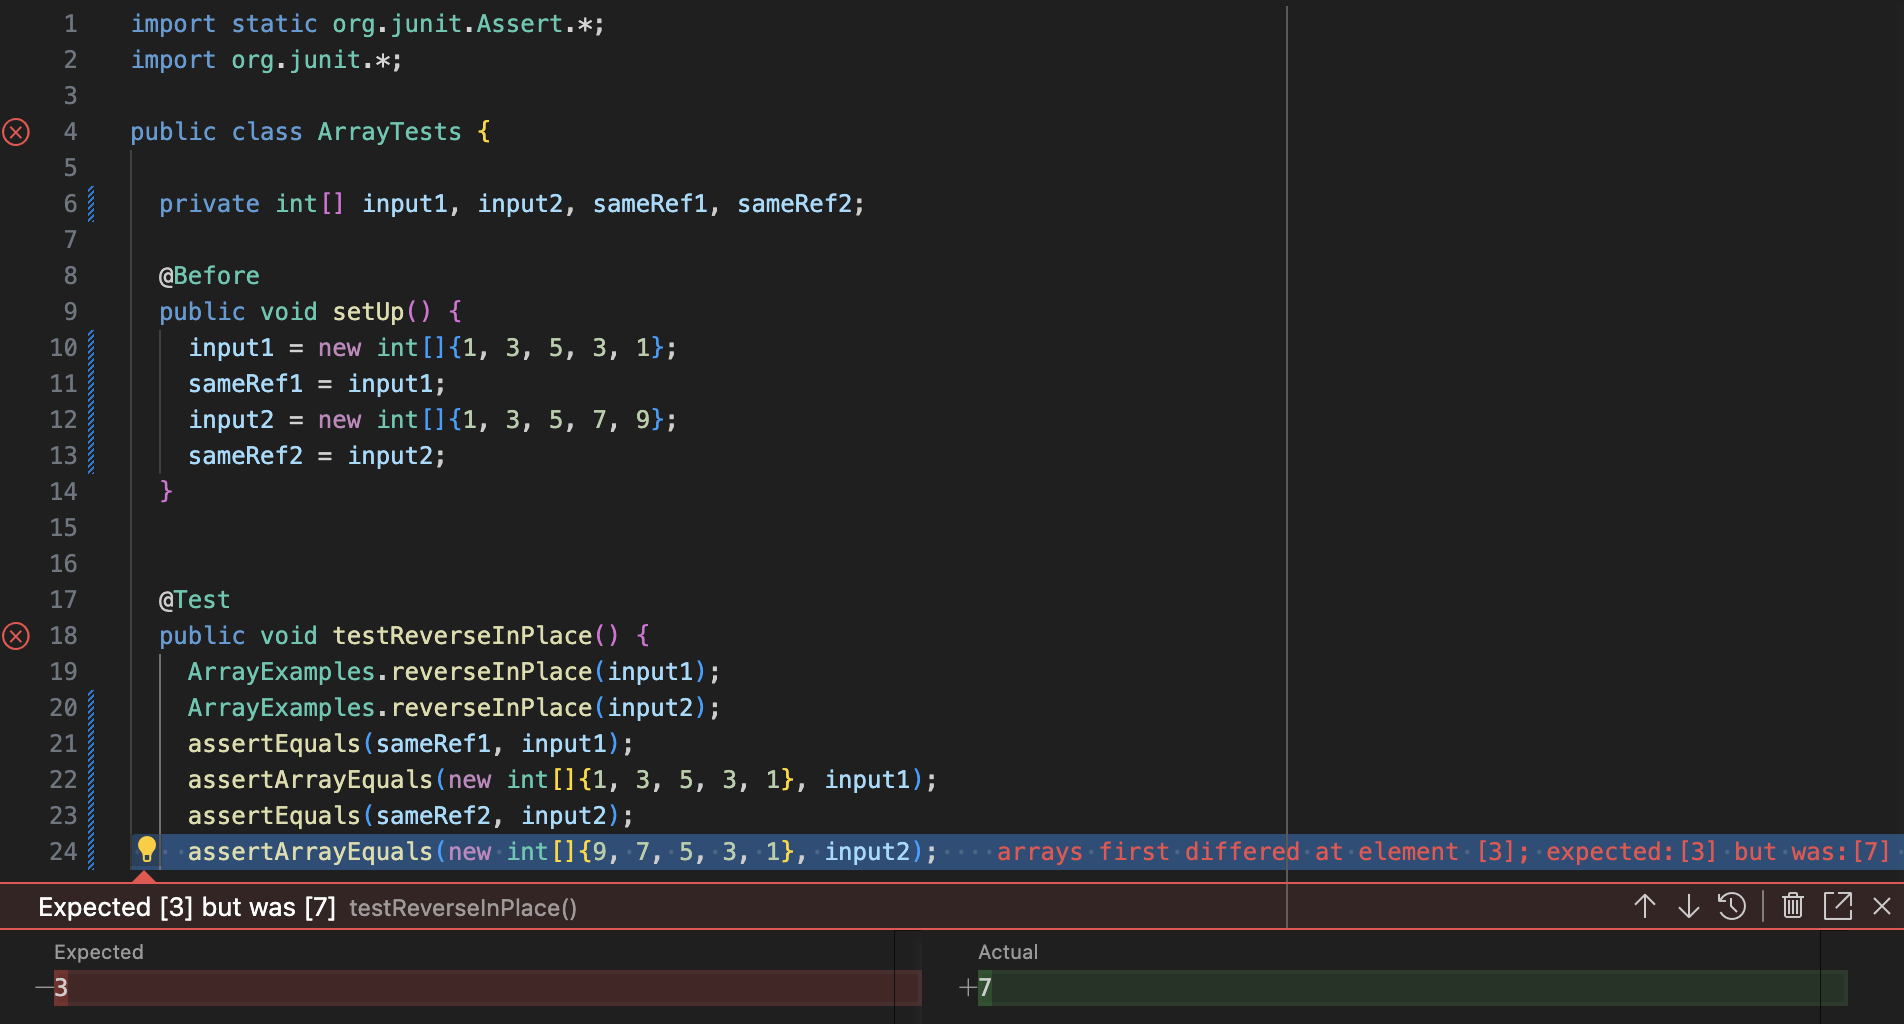 1 import static org.junit.Assert.*;
2 import org.junit.*;
3
4 public class ArrayTests {
5
6 private int[] input1, input2, sameRef1, sameRef2;
7
8 @Before
9 public void setUp() {
10 input1 = new int[]{1, 3, 5, 3, 1};
11 sameRef1 = input1;
12 input2 = new int[]{1, 3, 5, 7, 9};
13 sameRef2 = input2;
14 }
15
16
17 @Test
18 public void testReverseInPlace() {
19 ArrayExamples.reverseInPlace(input1);
20 ArrayExamples.reverseInPlace(input2);
21 assertEquals(sameRef1, input1);
22 assertArrayEquals(new int[]{1, 3, 5, 3, 1}, input1);
23 assertEquals(sameRef2, input2);
24 assertArrayEquals(new int[]{9, 7, 5, 3, 1}, input2); arrays first differed at element [3]; expected:[3] but was:[7]
Expected [3] but was [7] testReverseInPlace()
Expected Actual
—3 +7